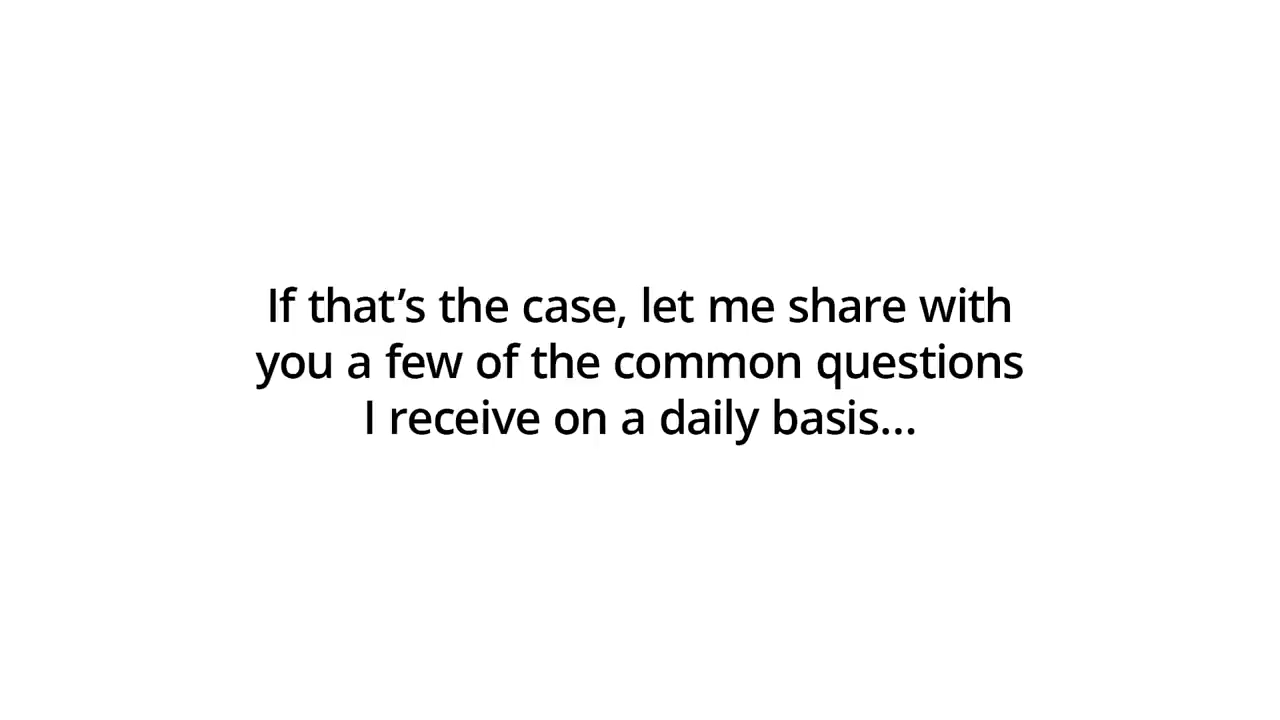 If that’s the case, let me share with
you a few of the common questions
I receive on a daily basis...